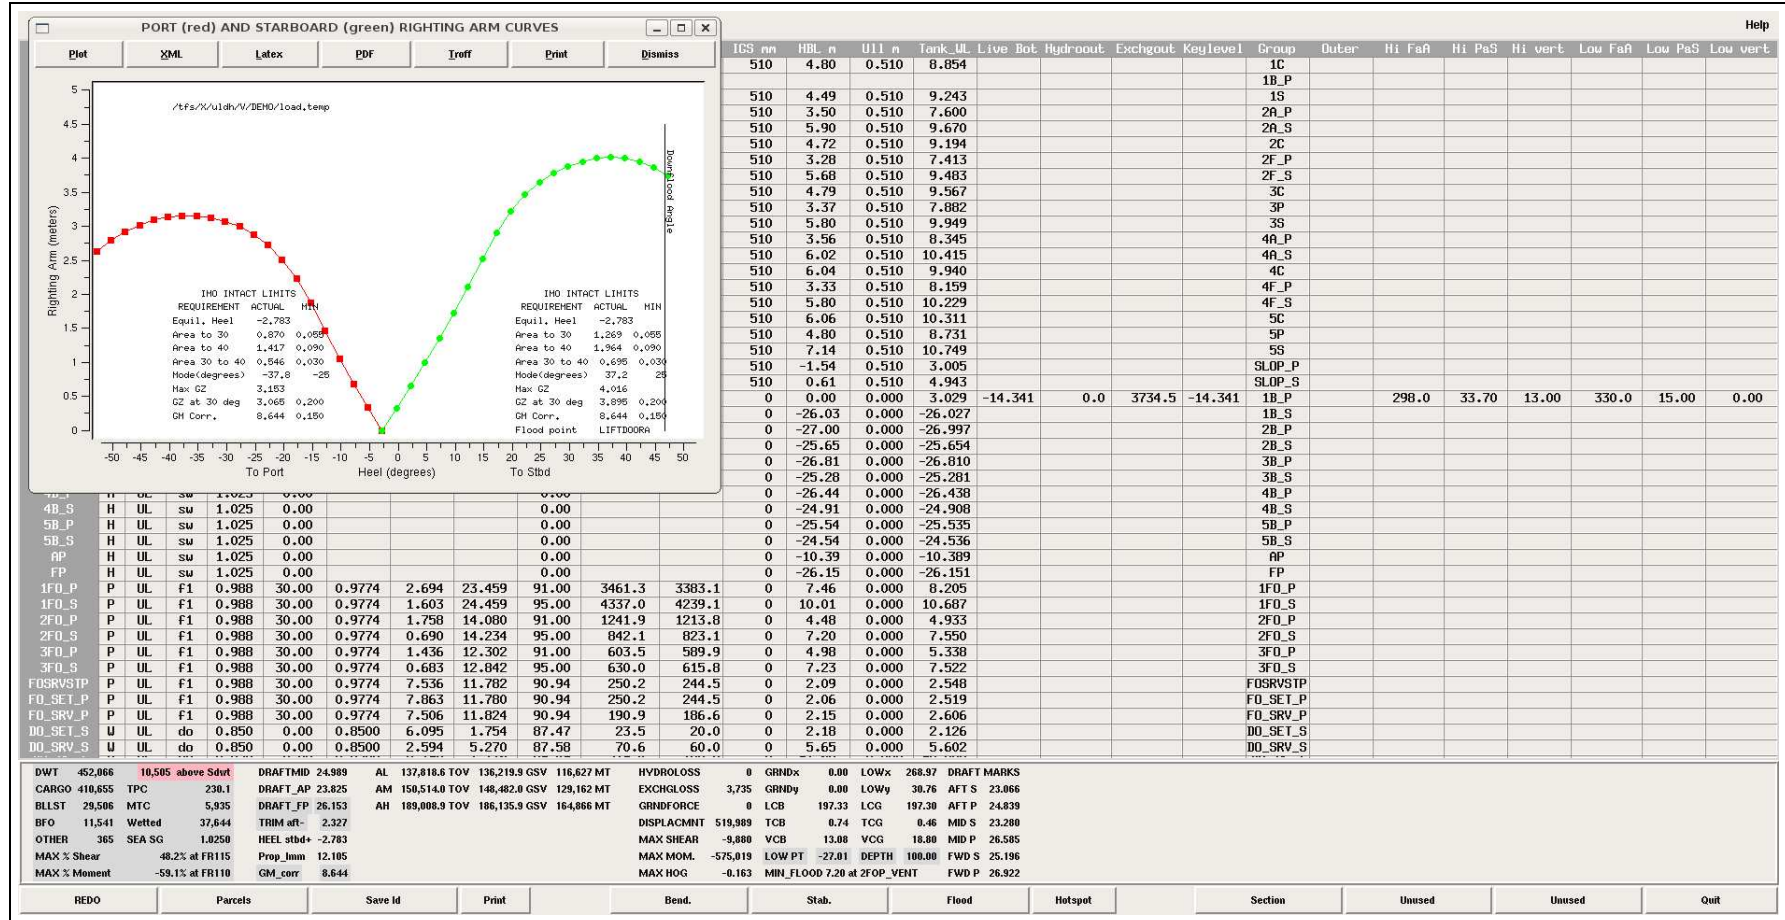 PORT (red) AND STARBOARD (green) RIGHTING ARM CURVES
Help
Plot XML Latex PDF Troff Print Dismiss
/tfs/X/uldh/V/DEMO/load.temp
Righting Arm (meters)
5
4.5
4
3.5
3
2.5
2
1.5
1
0.5
0
-50 -45 -40 -35 -30 -25 -20 -15 -10 -5 0 5 10 15 20 25 30 35 40 45 50
To Port Heel (degrees) To Stbd
Downflood Angle
IMO INTACT LIMITS
REQUIREMENT ACTUAL MIN
Equil. Heel -2.783
Area to 30 0.870 0.055
Area to 40 1.417 0.090
Area 30 to 40 0.546 0.030
Mode(degrees) -37.8 -25
Max GZ 3.153
GZ at 30 deg 3.065 0.200
GM Corr. 8.644 0.150
IMO INTACT LIMITS
REQUIREMENT ACTUAL MIN
Equil. Heel -2.783
Area to 30 1.269 0.055
Area to 40 1.964 0.090
Area 30 to 40 0.695 0.030
Mode(degrees) 37.2 25
Max GZ 4.016
GZ at 30 deg 3.895 0.200
GM Corr. 8.644 0.150
Flood point LIFTDOORA
IGS mm HBL m Ull m Tank_WL Live Bot Hydroout Exchgout Keylevel Group Outer Hi FaA Hi PaS Hi vert Low FaA Low PaS Low vert
510 4.80 0.510 8.854 1C
1B_P
510 4.49 0.510 9.243 1S
510 3.50 0.510 7.600 2A_P
510 5.90 0.510 9.670 2A_S
510 4.72 0.510 9.194 2C
510 3.28 0.510 7.413 2F_P
510 5.68 0.510 9.483 2F_S
510 4.79 0.510 9.567 3C
510 3.37 0.510 7.882 3P
510 5.80 0.510 9.949 3S
510 3.56 0.510 8.345 4A_P
510 6.02 0.510 10.415 4A_S
510 6.04 0.510 9.940 4C
510 3.33 0.510 8.159 4F_P
510 5.80 0.510 10.229 4F_S
510 6.06 0.510 10.311 5C
510 4.80 0.510 8.731 5P
510 7.14 0.510 10.749 5S
510 -1.54 0.510 3.005 SLOP_P
510 0.61 0.510 4.943 SLOP_S
0 0.00 0.000 3.029 -14.341 0.0 3734.5 -14.341 1B_P 298.0 33.70 13.00 330.0 15.00 0.00
0 -26.03 0.000 -26.027 1B_S
0 -27.00 0.000 -26.997 2B_P
0 -25.65 0.000 -25.654 2B_S
0 -26.81 0.000 -26.810 3B_P
0 -25.28 0.000 -25.281 3B_S
4B_P H UL sw 1.025 0.00 0.00 0 -26.44 0.000 -26.438 4B_P
4B_S H UL sw 1.025 0.00 0.00 0 -24.91 0.000 -24.908 4B_S
5B_P H UL sw 1.025 0.00 0.00 0 -25.54 0.000 -25.535 5B_P
5B_S H UL sw 1.025 0.00 0.00 0 -24.54 0.000 -24.536 5B_S
AP H UL sw 1.025 0.00 0.00 0 -10.39 0.000 -10.389 AP
FP H UL sw 1.025 0.00 0.00 0 -26.15 0.000 -26.151 FP
1FO_P P UL f1 0.988 30.00 0.9774 2.694 23.459 91.00 3461.3 3383.1 0 7.46 0.000 8.205 1FO_P
1FO_S P UL f1 0.988 30.00 0.9774 1.603 24.459 95.00 4337.0 4239.1 0 10.01 0.000 10.687 1FO_S
2FO_P P UL f1 0.988 30.00 0.9774 1.758 14.080 91.00 1241.9 1213.8 0 4.48 0.000 4.933 2FO_P
2FO_S P UL f1 0.988 30.00 0.9774 0.690 14.234 95.00 842.1 823.1 0 7.20 0.000 7.550 2FO_S
3FO_P P UL f1 0.988 30.00 0.9774 1.436 12.302 91.00 603.5 589.9 0 4.98 0.000 5.338 3FO_P
3FO_S P UL f1 0.988 30.00 0.9774 0.683 12.842 95.00 630.0 615.8 0 7.23 0.000 7.522 3FO_S
FOSRVSTP P UL f1 0.988 30.00 0.9774 7.536 11.782 90.94 250.2 244.5 0 2.09 0.000 2.548 FOSRVSTP
FO_SET_P P UL f1 0.988 30.00 0.9774 7.863 11.780 90.94 250.2 244.5 0 2.06 0.000 2.519 FO_SET_P
FO_SRV_P P UL f1 0.988 30.00 0.9774 7.506 11.824 90.94 190.9 186.6 0 2.15 0.000 2.606 FO_SRV_P
DO_SET_S W UL do 0.850 0.00 0.8500 6.095 1.754 87.47 23.5 20.0 0 2.18 0.000 2.126 DO_SET_S
DO_SRV_S W UL do 0.850 0.00 0.8500 2.594 5.270 87.58 70.6 60.0 0 5.65 0.000 5.602 DO_SRV_S
DWT 452,066 10,505 above Sdwt DRAFTMID 24.989 AL 137,818.6 TOV 136,219.9 GSV 116,627 MT HYDROLOSS 0 GRNDx 0.00 LOWx 268.97 DRAFT MARKS
CARGO 410,655 TPC 230.1 DRAFT_AP 23.825 AM 150,514.0 TOV 148,482.0 GSV 129,162 MT EXCHGLOSS 3,735 GRNDy 0.00 LOWy 30.76 AFT S 23.066
BLLST 29,506 MTC 5,935 DRAFT_FP 26.153 AH 189,008.9 TOV 186,135.9 GSV 164,866 MT GRNDFORCE 0 LCB 197.33 LCG 197.30 AFT P 24.839
BFO 11,541 Wetted 37,644 TRIM aft- 2.327 DISPLACMNT 519,989 TCB 0.74 TCG 0.46 MID S 23.280
OTHER 365 SEA SG 1.0250 HEEL stbd+ -2.783 MAX SHEAR -9,880 VCB 13.08 VCG 18.80 MID P 26.585
MAX % Shear 48.2% at FR115 Prop_Imm 12.105 MAX MOM. -575,019 LOW PT -27.01 DEPTH 100.00 FWD S 25.196
MAX % Moment -59.1% at FR110 GM_corr 8.644 MAX HOG -0.163 MIN_FLOOD 7.20 at 2FOP_VENT FWD P 26.922
REDO Parcels Save Id Print Bend. Stab. Flood Hotspot Section Unused Unused Quit